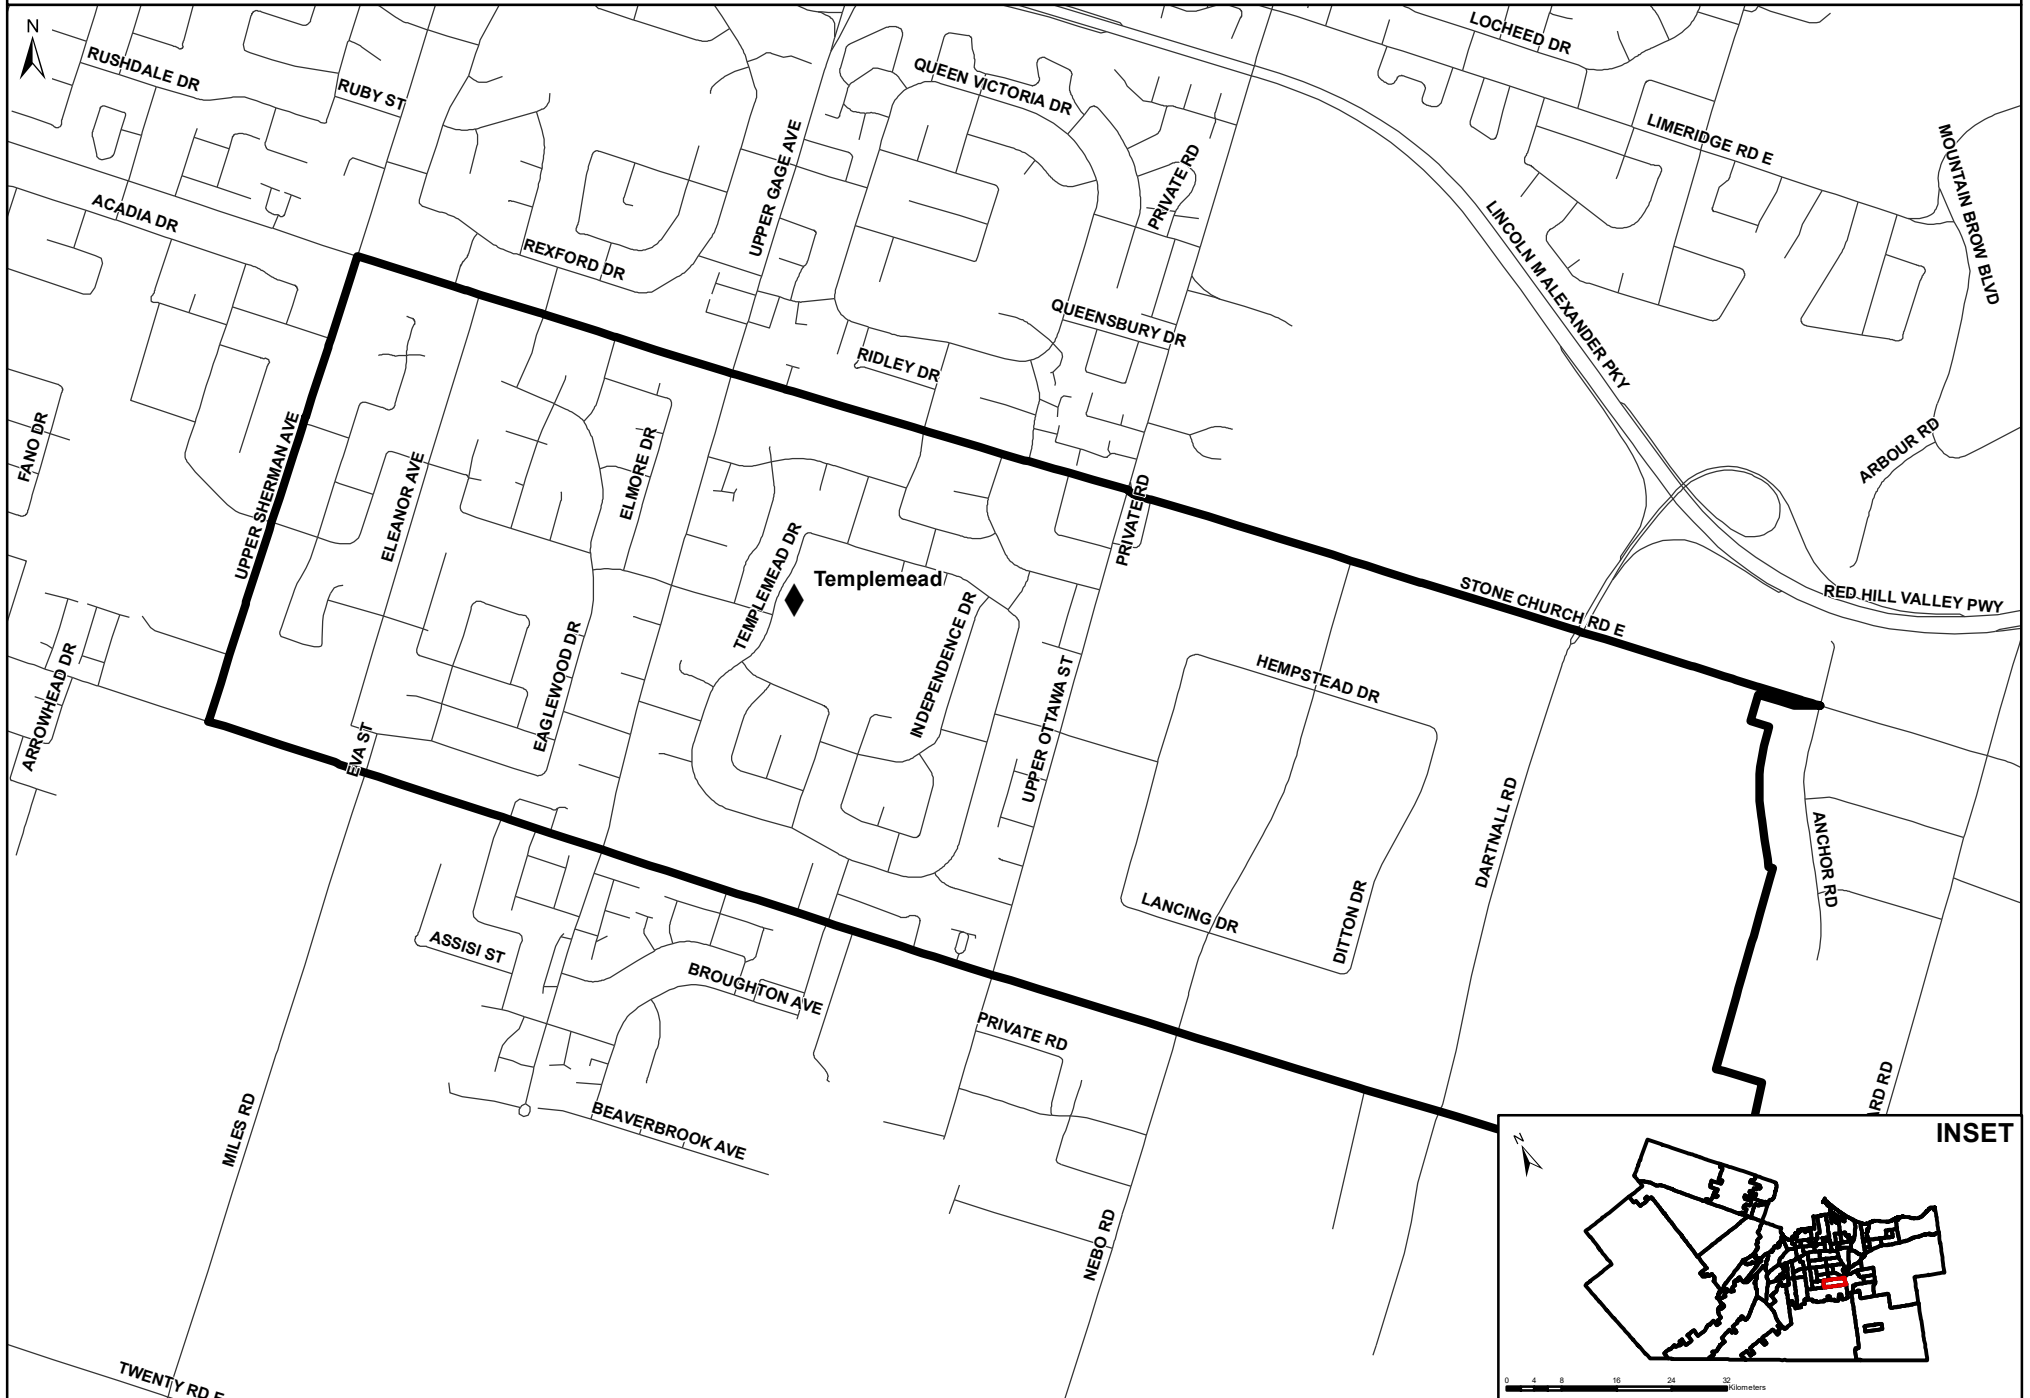 N
LOCHEED DR
RUSHDALE DR
RUBY ST
QUEEN VICTORIA DR
LIMERIDGE RD E
MOUNTAIN BROW BLVD
UPPER GAGE AVE
PRIVATE RD
ACADIA DR
REXFORD DR
LINCOLN M ALEXANDER PKY
QUEENSBURY DR
RIDLEY DR
FANO DR
UPPER SHERMAN AVE
ELEANOR AVE
ELMORE DR
ARBOUR RD
PRIVATE RD
TEMPLEMEAD DR
Templemead
INDEPENDENCE DR
STONE CHURCH RD E
RED HILL VALLEY PWY
ARROWHEAD DR
EAGLEWOOD DR
EVA ST
UPPER OTTAWA ST
HEMPSTEAD DR
DARTNALL RD
ANCHOR RD
LANCING DR
DITTON DR
ASSISI ST
BROUGHTON AVE
PRIVATE RD
BEAVERBROOK AVE
MILES RD
NEBO RD
ARD RD
TWENTY RD E
INSET
N
0 4 8 16 24 32
Kilometers